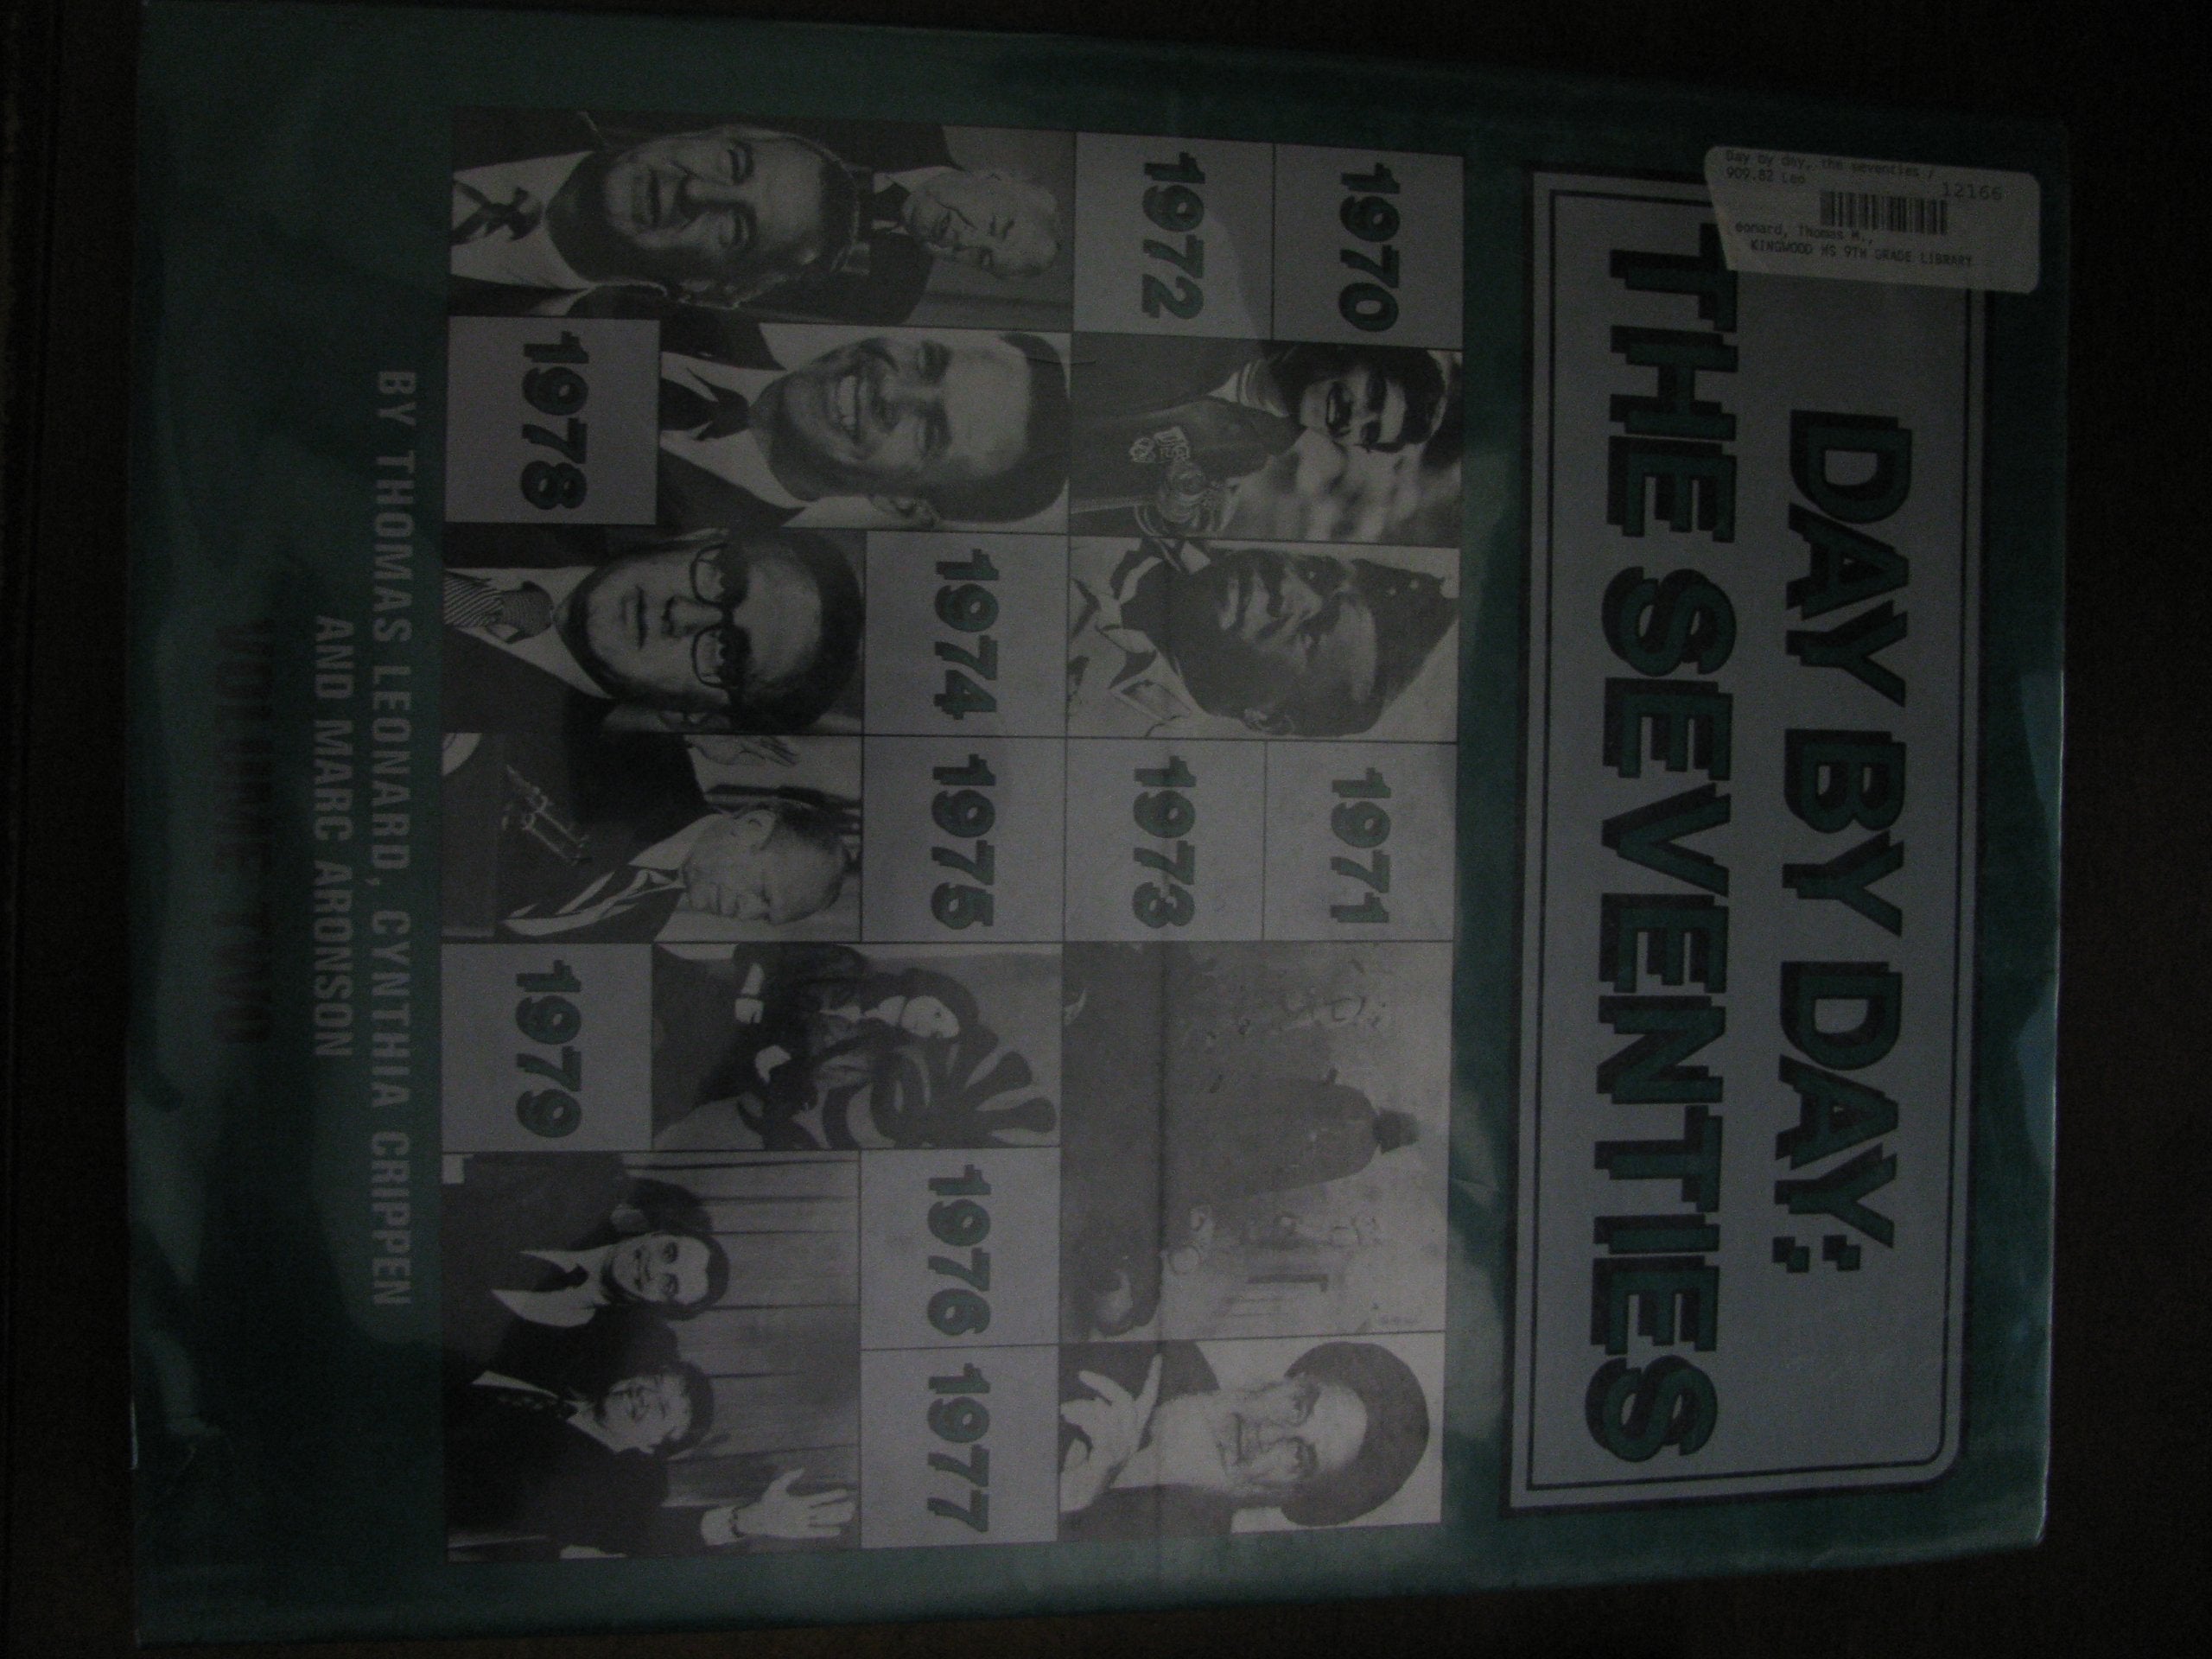 Day by day, the seventies /
909.82 Leo
12166
eonard, Thomas M.,
KINGWOOD HS 9TH GRADE LIBRARY
DAY BY DAY:
THE SEVENTIES
1970
1971
1972
1973
1974
1975
1976
1977
1978
1979
BY THOMAS LEONARD, CYNTHIA CRIPPEN
AND MARC ARONSON
VOLUME TWO